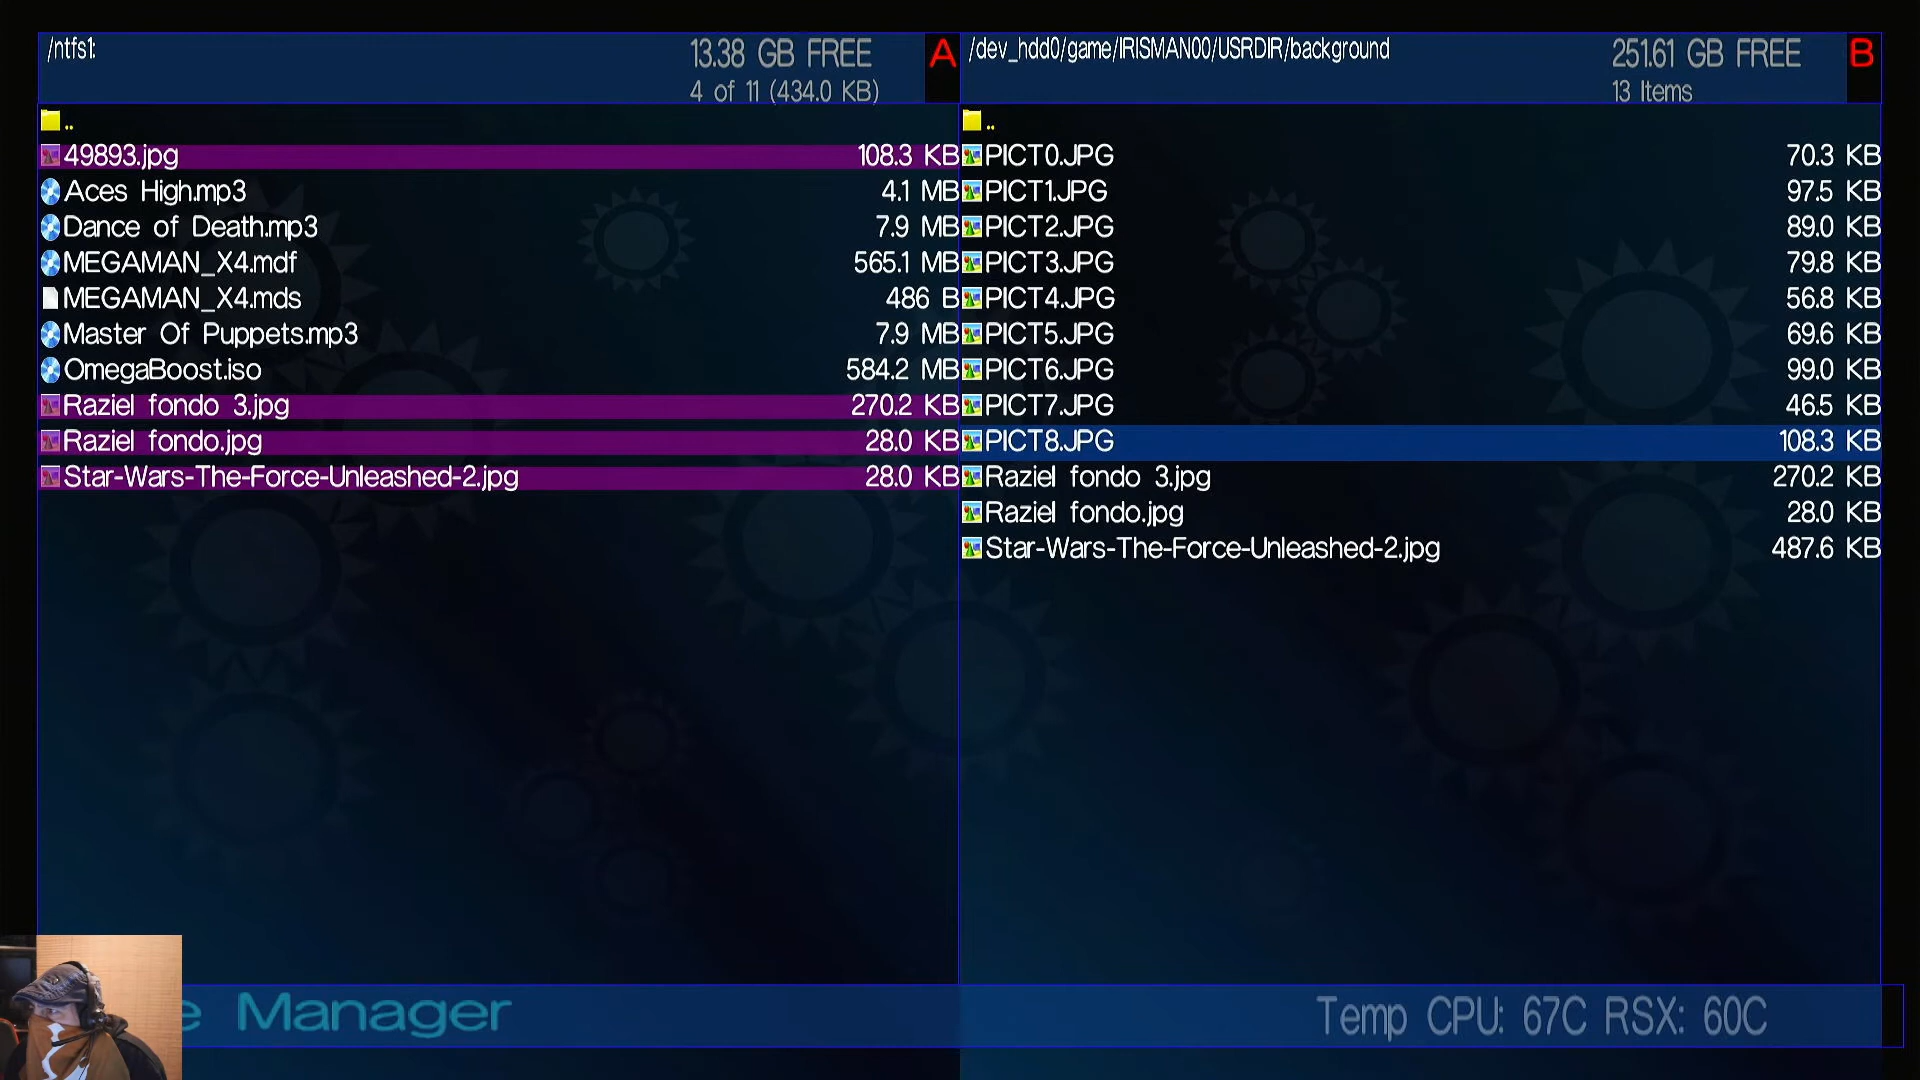 /ntfs1:
13.38 GB FREE
4 of 11 (434.0 KB)
A
..
49893.jpg 108.3 KB
Aces High.mp3 4.1 MB
Dance of Death.mp3 7.9 MB
MEGAMAN_X4.mdf 565.1 MB
MEGAMAN_X4.mds 486 B
Master Of Puppets.mp3 7.9 MB
OmegaBoost.iso 584.2 MB
Raziel fondo 3.jpg 270.2 KB
Raziel fondo.jpg 28.0 KB
Star-Wars-The-Force-Unleashed-2.jpg 28.0 KB
/dev_hdd0/game/IRISMAN00/USRDIR/background
251.61 GB FREE
13 Items
B
..
PICT0.JPG 70.3 KB
PICT1.JPG 97.5 KB
PICT2.JPG 89.0 KB
PICT3.JPG 79.8 KB
PICT4.JPG 56.8 KB
PICT5.JPG 69.6 KB
PICT6.JPG 99.0 KB
PICT7.JPG 46.5 KB
PICT8.JPG 108.3 KB
Raziel fondo 3.jpg 270.2 KB
Raziel fondo.jpg 28.0 KB
Star-Wars-The-Force-Unleashed-2.jpg 487.6 KB
e Manager
Temp CPU: 67C RSX: 60C